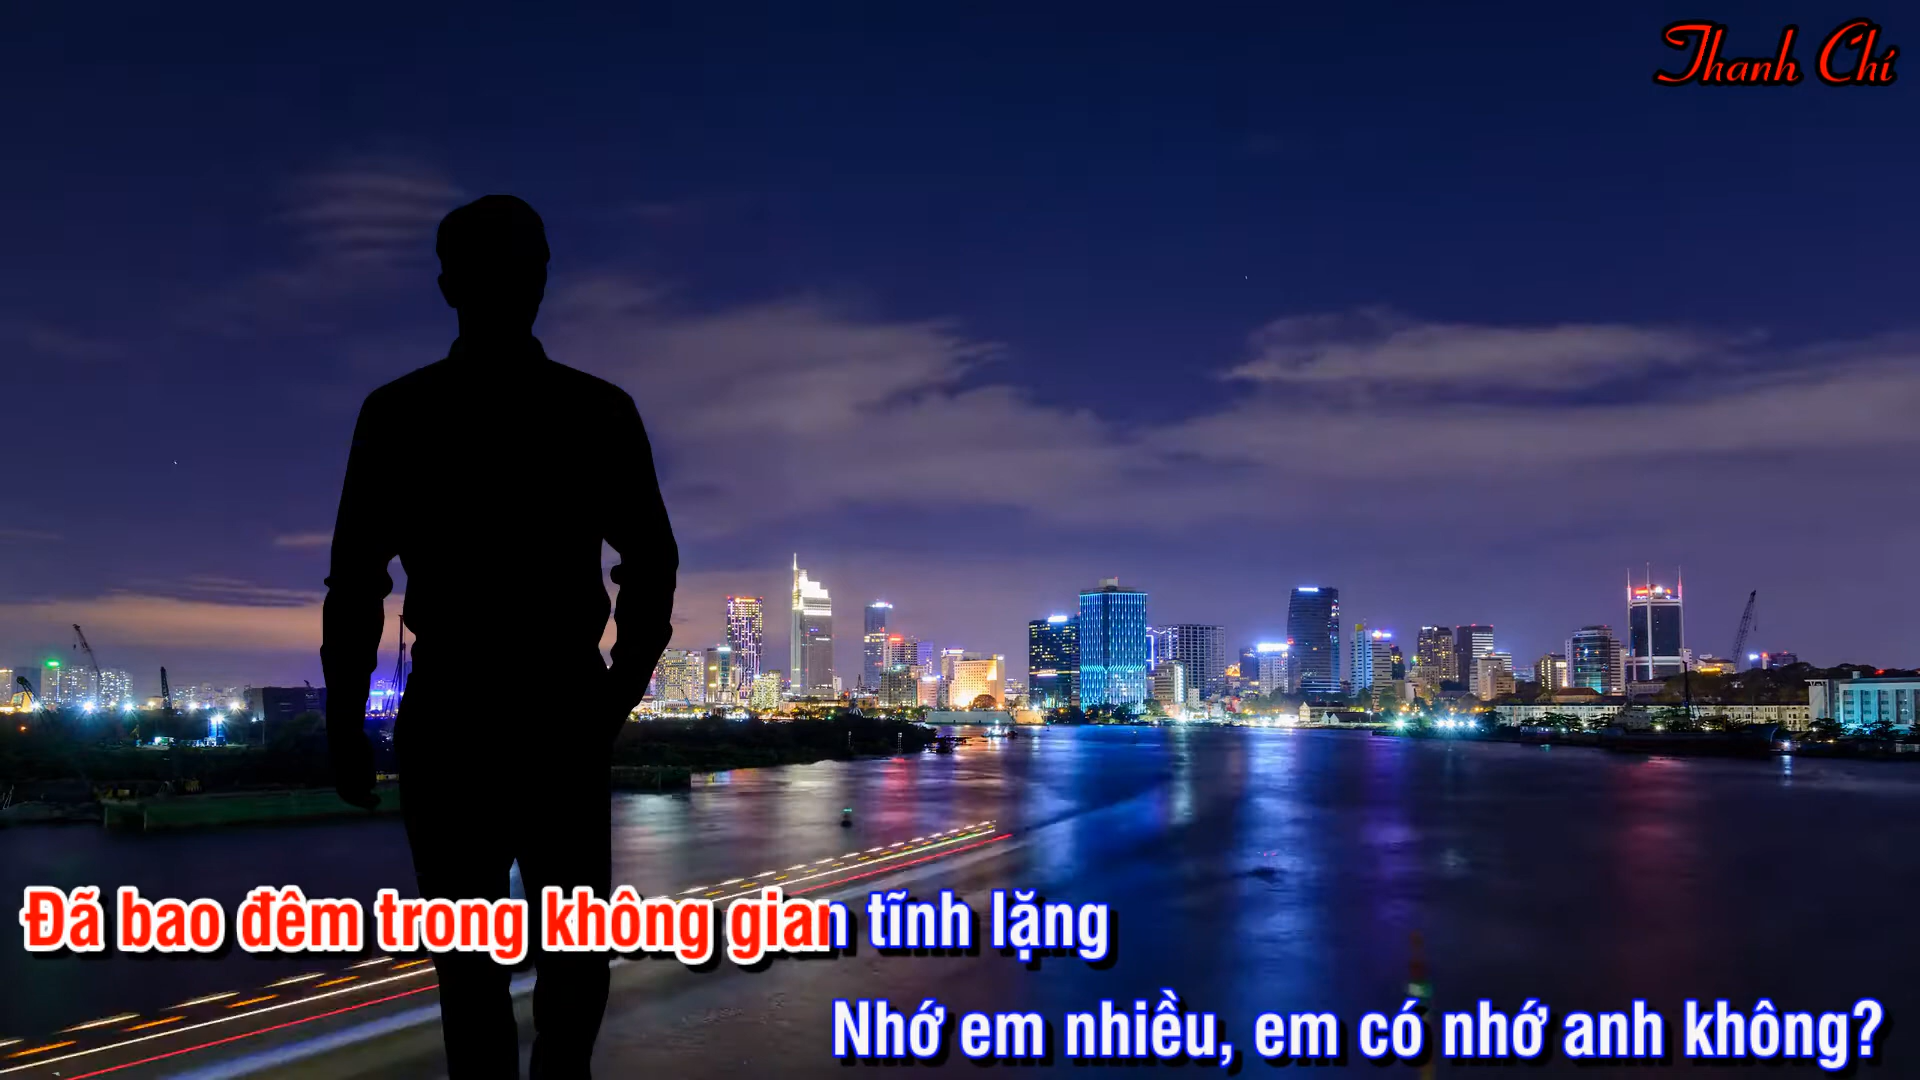 Thanh Chí
Đã bao đêm trong không gian tĩnh lặng
Nhớ em nhiều, em có nhớ anh không?